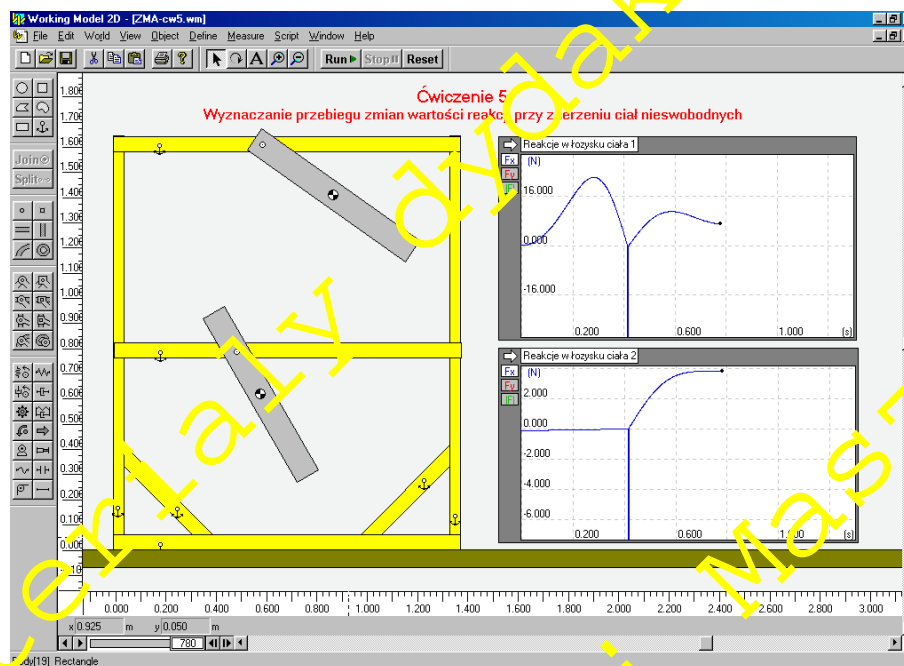 Working Model 2D - [ZMA-cw5.wm]
File Edit World View Object Define Measure Script Window Help
A Run Stop Reset
Ćwiczenie 5
Wyznaczanie przebiegu zmian wartości reakcji przy zderzeniu ciał nieswobodnych
Join
Split
1.800
1.700
1.600
1.500
1.400
1.300
1.200
1.100
1.000
0.900
0.800
0.700
0.600
0.500
0.400
0.300
0.200
0.100
0.000
Reakcje w łozysku ciała 1
Fx (N)
Fy
|F|
16.000
0.000
-16.000
0.200 0.600 1.000 (s)
Reakcje w łozysku ciała 2
Fx (N)
Fy
|F|
2.000
0.000
-2.000
-4.000
-6.000
0.200 0.600 1.000 (s)
0.000 0.200 0.400 0.600 0.800 1.000 1.200 1.400 1.600 1.800 2.000 2.200 2.400 2.600 2.800 3.000
x 0.925 m y 0.050 m
780
Body[19] Rectangle